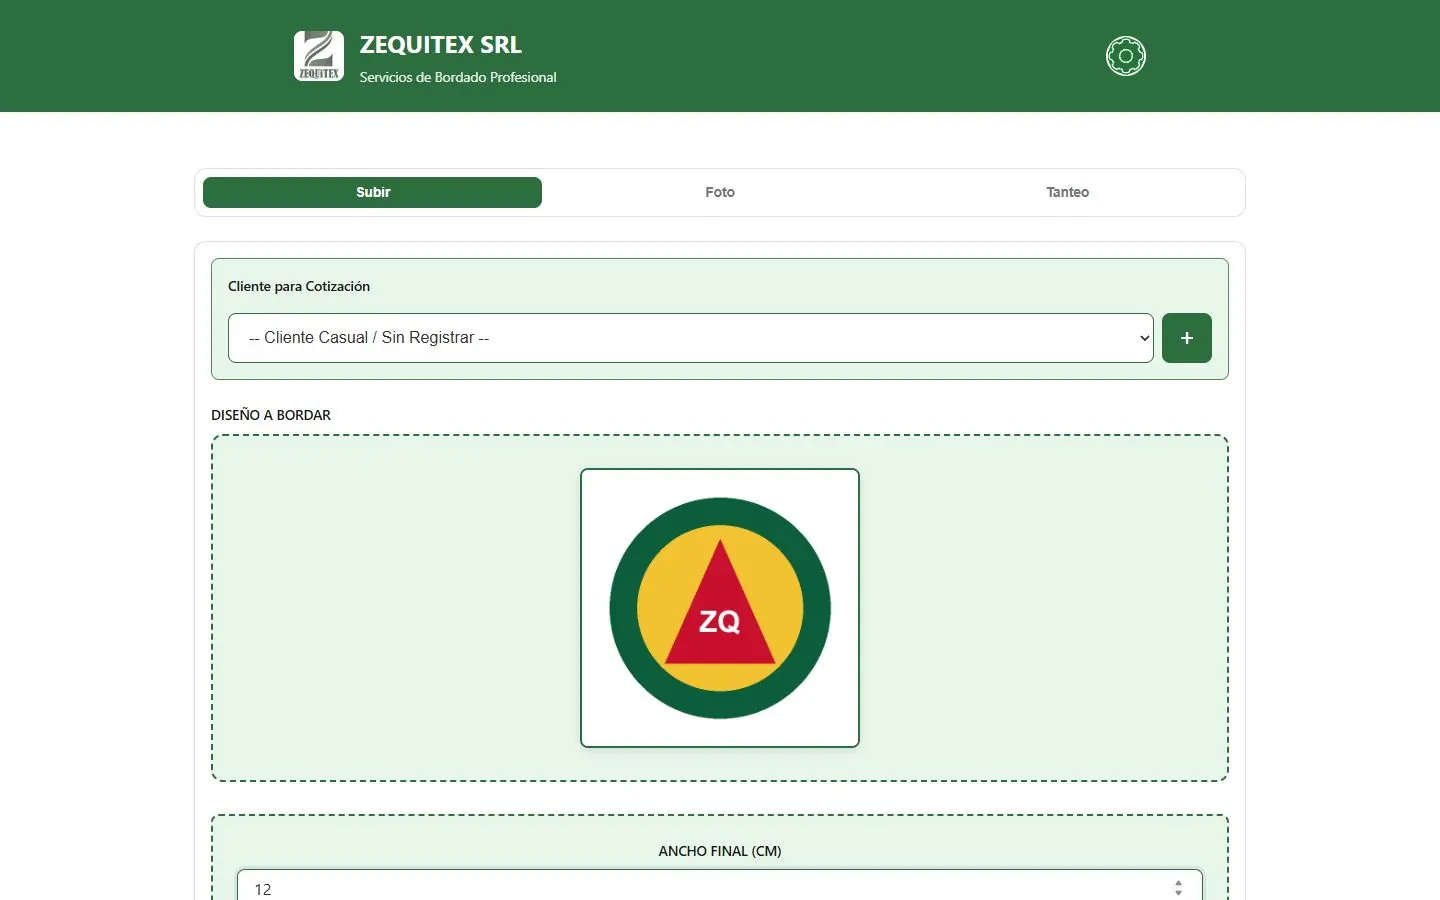 ZEQUITEX
ZEQUITEX SRL
Servicios de Bordado Profesional
Subir
Foto
Tanteo
Cliente para Cotización
-- Cliente Casual / Sin Registrar --
+
DISEÑO A BORDAR
ZQ
ANCHO FINAL (CM)
12